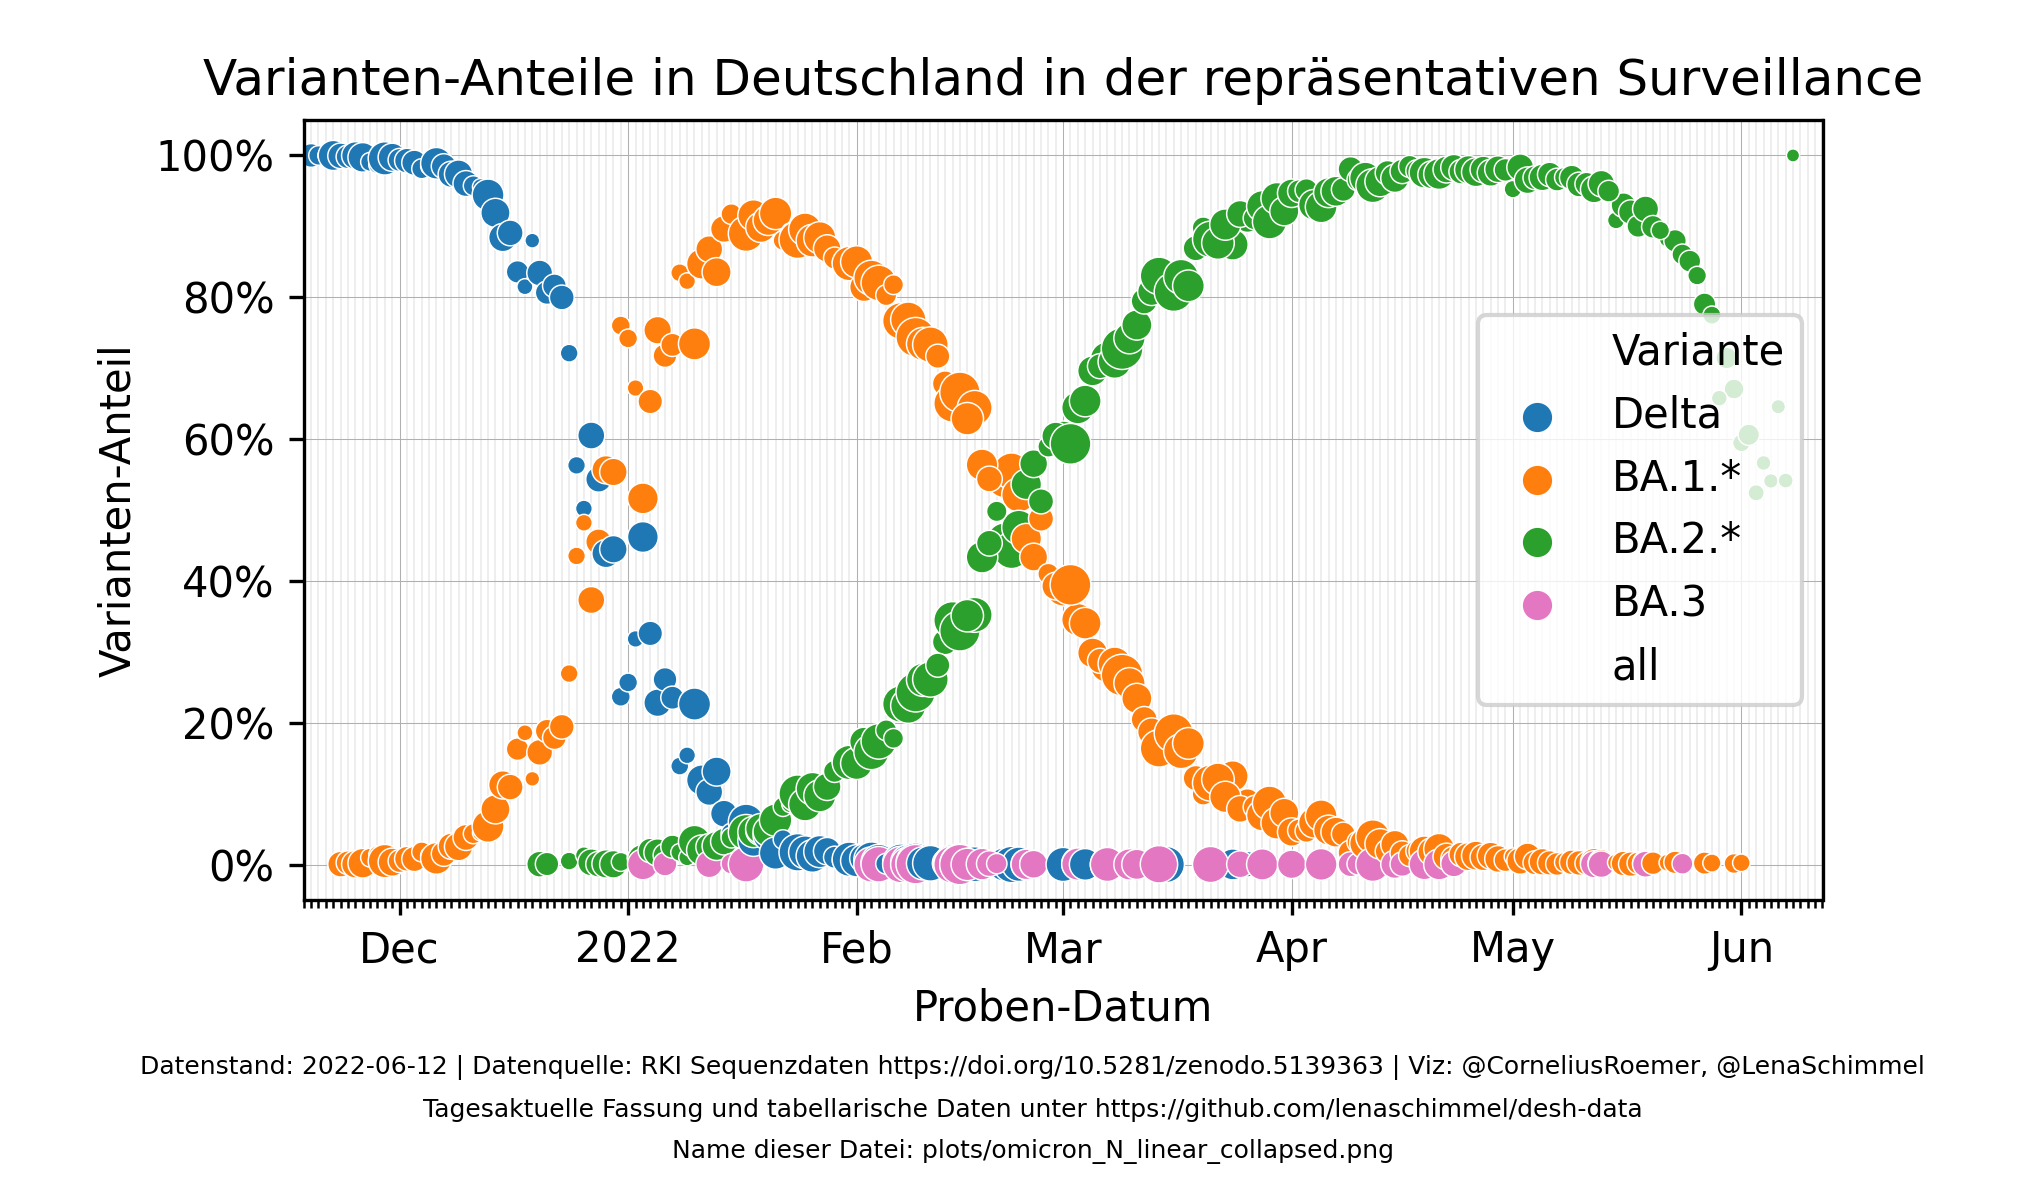 Varianten-Anteile in Deutschland in der repräsentativen Surveillance
Varianten-Anteil
100%
80%
60%
40%
20%
0%
Variante
Delta
BA.1.*
BA.2.*
BA.3
all
Dec
2022
Feb
Mar
Apr
May
Jun
Proben-Datum
Datenstand: 2022-06-12 | Datenquelle: RKI Sequenzdaten https://doi.org/10.5281/zenodo.5139363 | Viz: @CorneliusRoemer, @LenaSchimmel
Tagesaktuelle Fassung und tabellarische Daten unter https://github.com/lenaschimmel/desh-data
Name dieser Datei: plots/omicron_N_linear_collapsed.png